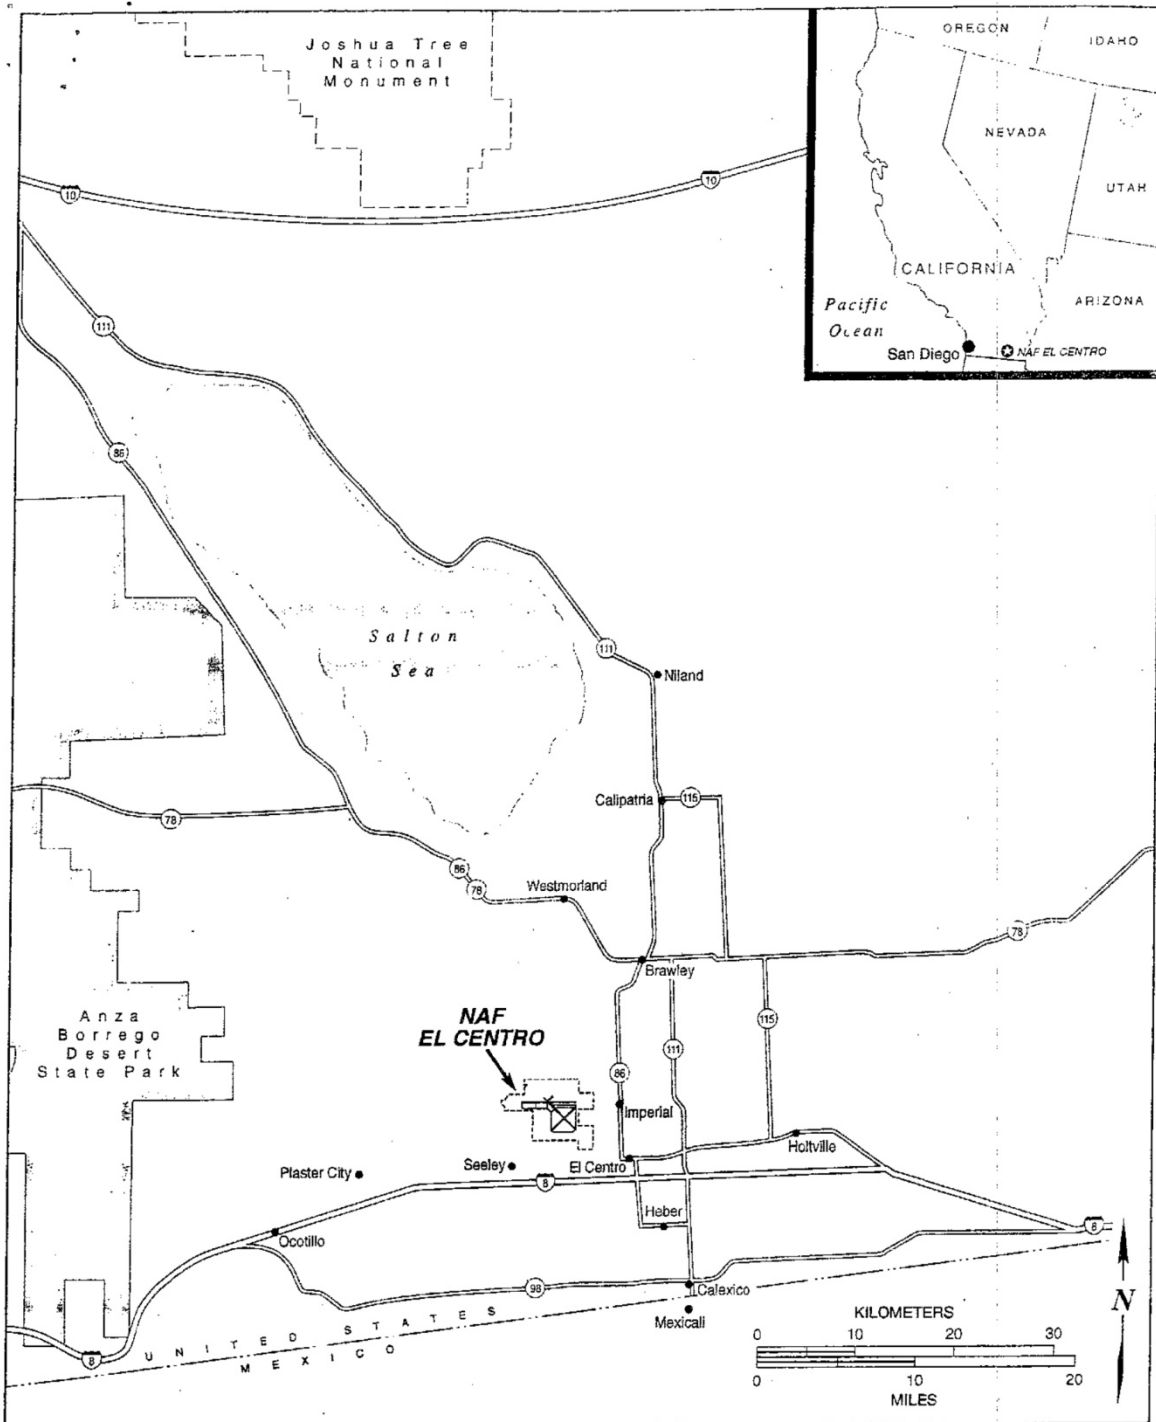 Joshua Tree
National
Monument
OREGON
IDAHO
NEVADA
UTAH
CALIFORNIA
ARIZONA
Pacific
Ocean
San Diego
NAF EL CENTRO
10
10
111
86
Salton
Sea
111
Niland
Calipatria
115
78
86
78
Westmorland
78
Brawley
Anza
Borrego
Desert
State Park
NAF
EL CENTRO
115
111
86
Imperial
Holtville
Plaster City
Seeley
El Centro
8
Heber
Ocotillo
8
98
Calexico
Mexicali
UNITED STATES
MEXICO
8
N
KILOMETERS
0 10 20 30
0 10 20
MILES